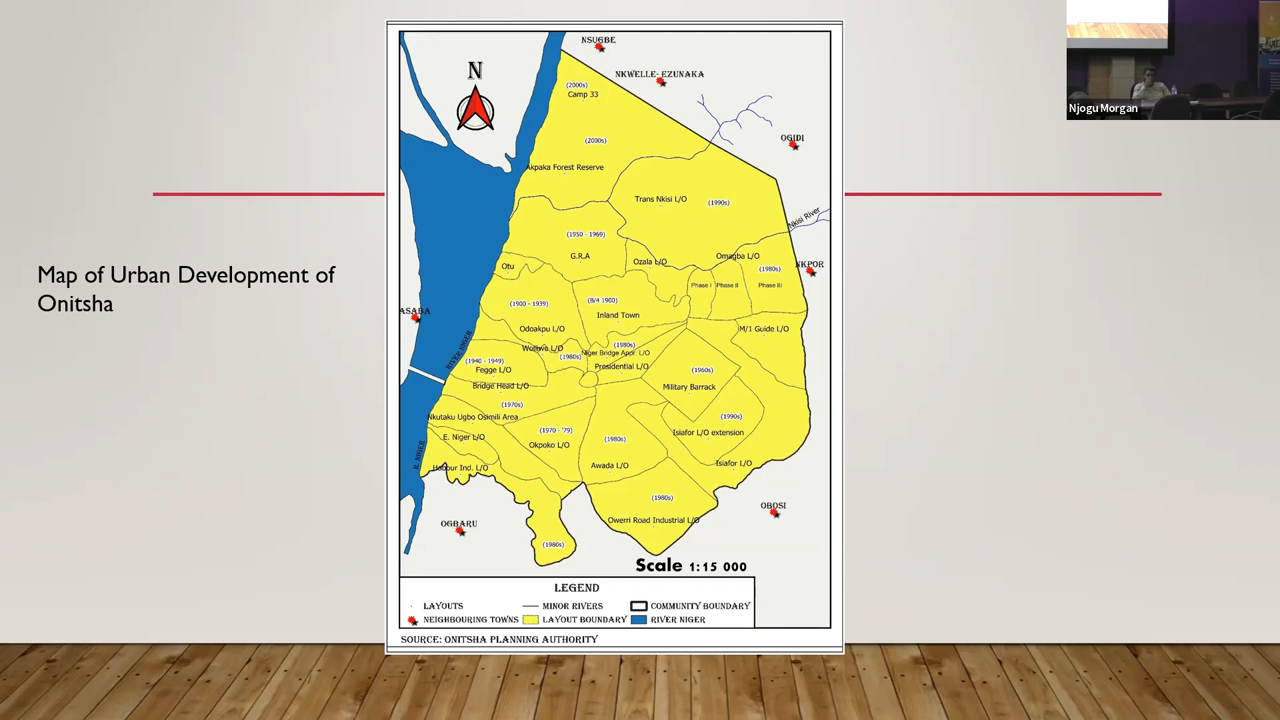 Njogu Morgan
Map of Urban Development of
Onitsha
NSUGBE
N
NKWELLE-EZUNAKA
(2000s)
Camp 33
OGIDI
(2000s)
Akpaka Forest Reserve
Trans Nkisi L/O
(1990s)
Nkisi River
(1950 - 1969)
G.R.A
Ozala L/O
Omagba L/O
Otu
(1980s)
NKPOR
Phase I
Phase II
Phase III
(1900 - 1939)
Inland Town
ASABA
Odoakpu L/O
M/1 Guide L/O
RIVER NIGER
(1980s)
Niger Bridge Appr. L/O
(1940 - 1949)
(1980s)
Presidential L/O
Fegge L/O
(1960s)
Bridge Head L/O
Military Barrack
(1970s)
Nkutaku Ugbo Osimili Area
(1990s)
(1970 -'79)
Isiafor L/O extension
E. Niger L/O
(1980s)
Okpoko L/O
R. NIGER
Awada L/O
Isiafor L/O
Harbour Ind. L/O
(1980s)
OBOSI
Owerri Road Industrial L/O
OGBARU
(1980s)
Scale 1:15 000
LEGEND
LAYOUTS
MINOR RIVERS
COMMUNITY BOUNDARY
NEIGHBOURING TOWNS
LAYOUT BOUNDARY
RIVER NIGER
SOURCE: ONITSHA PLANNING AUTHORITY